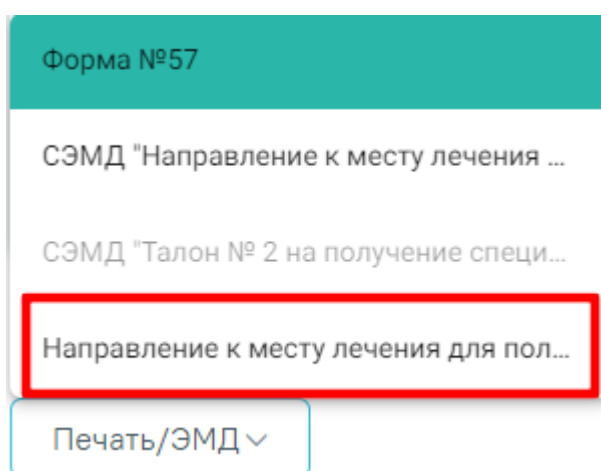 Форма №57
СЭМД "Направление к месту лечения ...
СЭМД "Талон № 2 на получение специ...
Направление к месту лечения для пол...
Печать/ЭМД